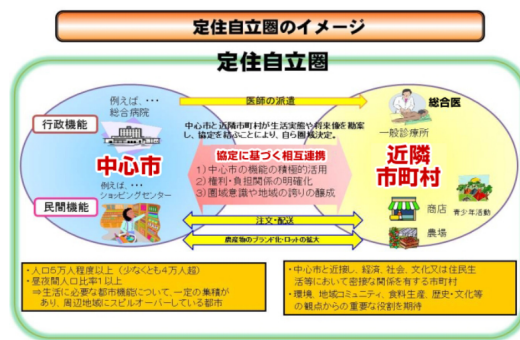 定住自立圏のイメージ
定住自立圏
例えば、・・・
総合病院
医師の派遣
総合医
行政機能
中心市と近隣市町村が生活実態や将来像を勘案
し、協定を結ぶことにより、自ら圏域決定。
一般診療所
中心市
協定に基づく相互連携
近隣
市町村
1)中心市の機能の積極的活用
2)権利・負担関係の明確化
3)圏域意識や地域の誇りの醸成
例えば、・・・
ショッピングセンター
民間機能
商店
青少年活動
注文・配送
農場
農産物のブランド化・ロットの拡大
・人口5万人程度以上(少なくとも4万人超)
・昼夜間人口比率1以上
⇒生活に必要な都市機能について、一定の集積が
あり、周辺地域にスピルオーバーしている都市
・中心市と近接し、経済、社会、文化又は住民生
活等において密接な関係を有する市町村
・環境、地域コミュニティ、食料生産、歴史・文化等
の観点からの重要な役割を期待